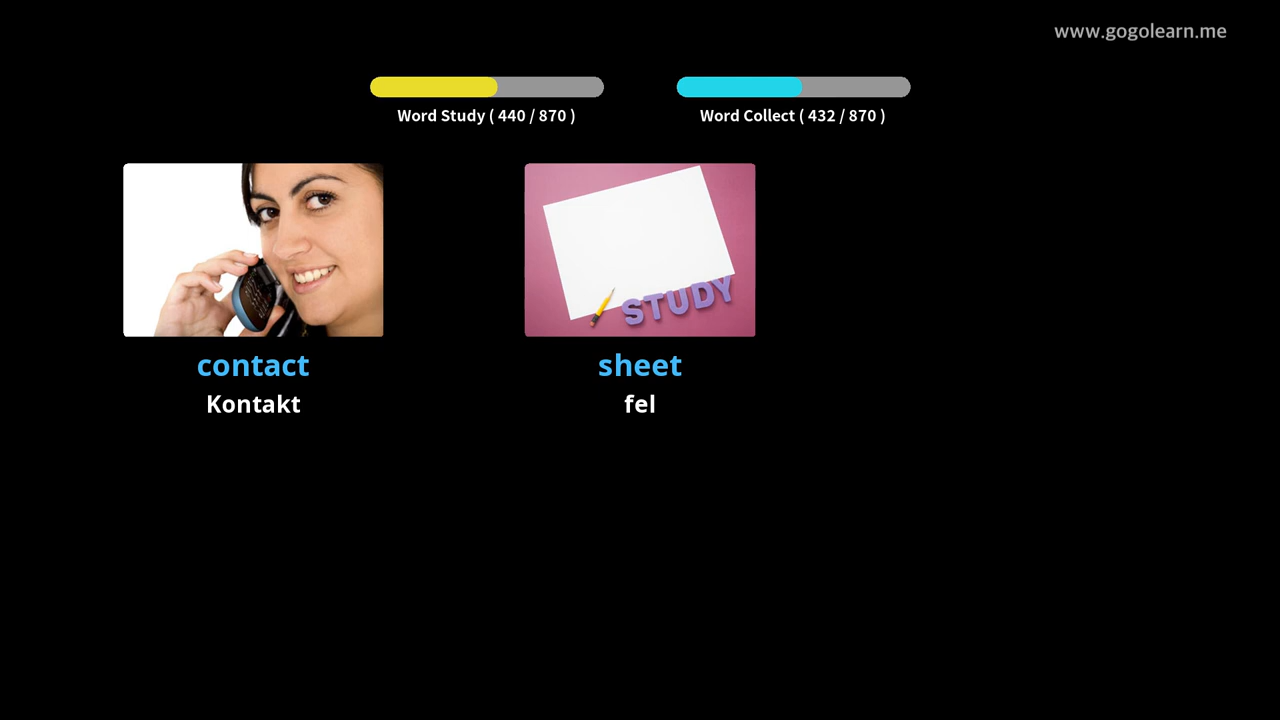 www.gogolearn.me
Word Study ( 440 / 870 )
Word Collect ( 432 / 870 )
STUDY
contact
Kontakt
sheet
fel